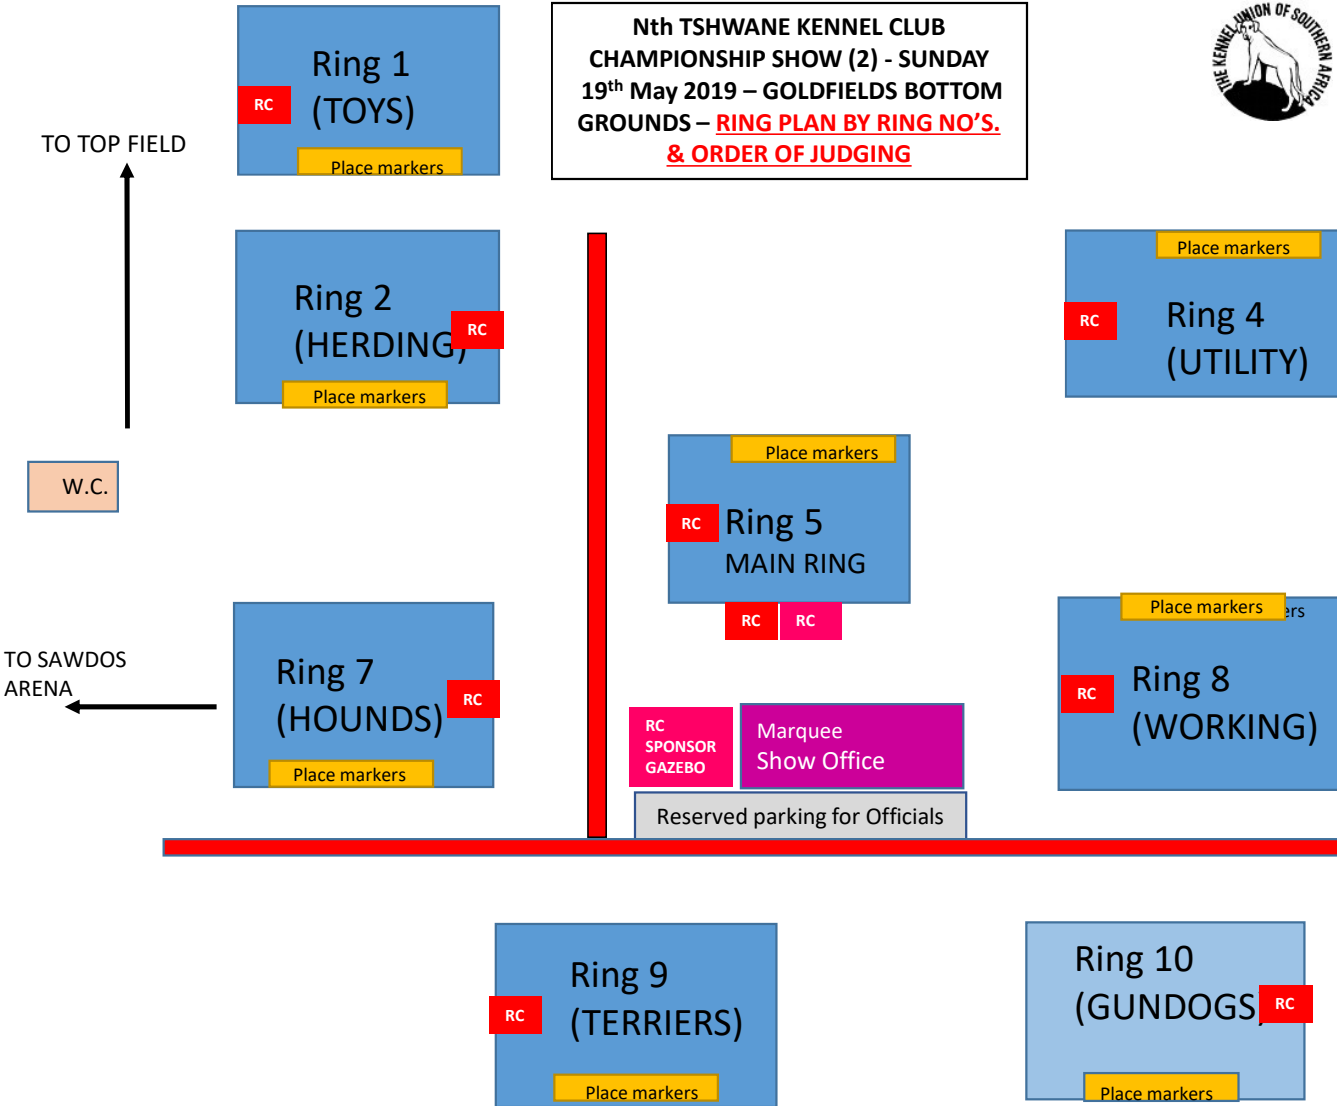 Nth TSHWANE KENNEL CLUB
CHAMPIONSHIP SHOW (2) - SUNDAY
19th May 2019 – GOLDFIELDS BOTTOM
GROUNDS – RING PLAN BY RING NO'S.
& ORDER OF JUDGING
THE KENNEL UNION OF SOUTHERN AFRICA
Ring 1
(TOYS)
RC
Place markers
TO TOP FIELD
Ring 2
(HERDING)
RC
Place markers
Place markers
RC
Ring 4
(UTILITY)
W.C.
Place markers
RC
Ring 5
MAIN RING
RC
RC
TO SAWDOS
ARENA
Ring 7
(HOUNDS)
RC
Place markers
RC
SPONSOR
GAZEBO
Marquee
Show Office
Reserved parking for Officials
Place markers
ers
RC
Ring 8
(WORKING)
Ring 9
(TERRIERS)
RC
Place markers
Ring 10
(GUNDOGS
RC
Place markers